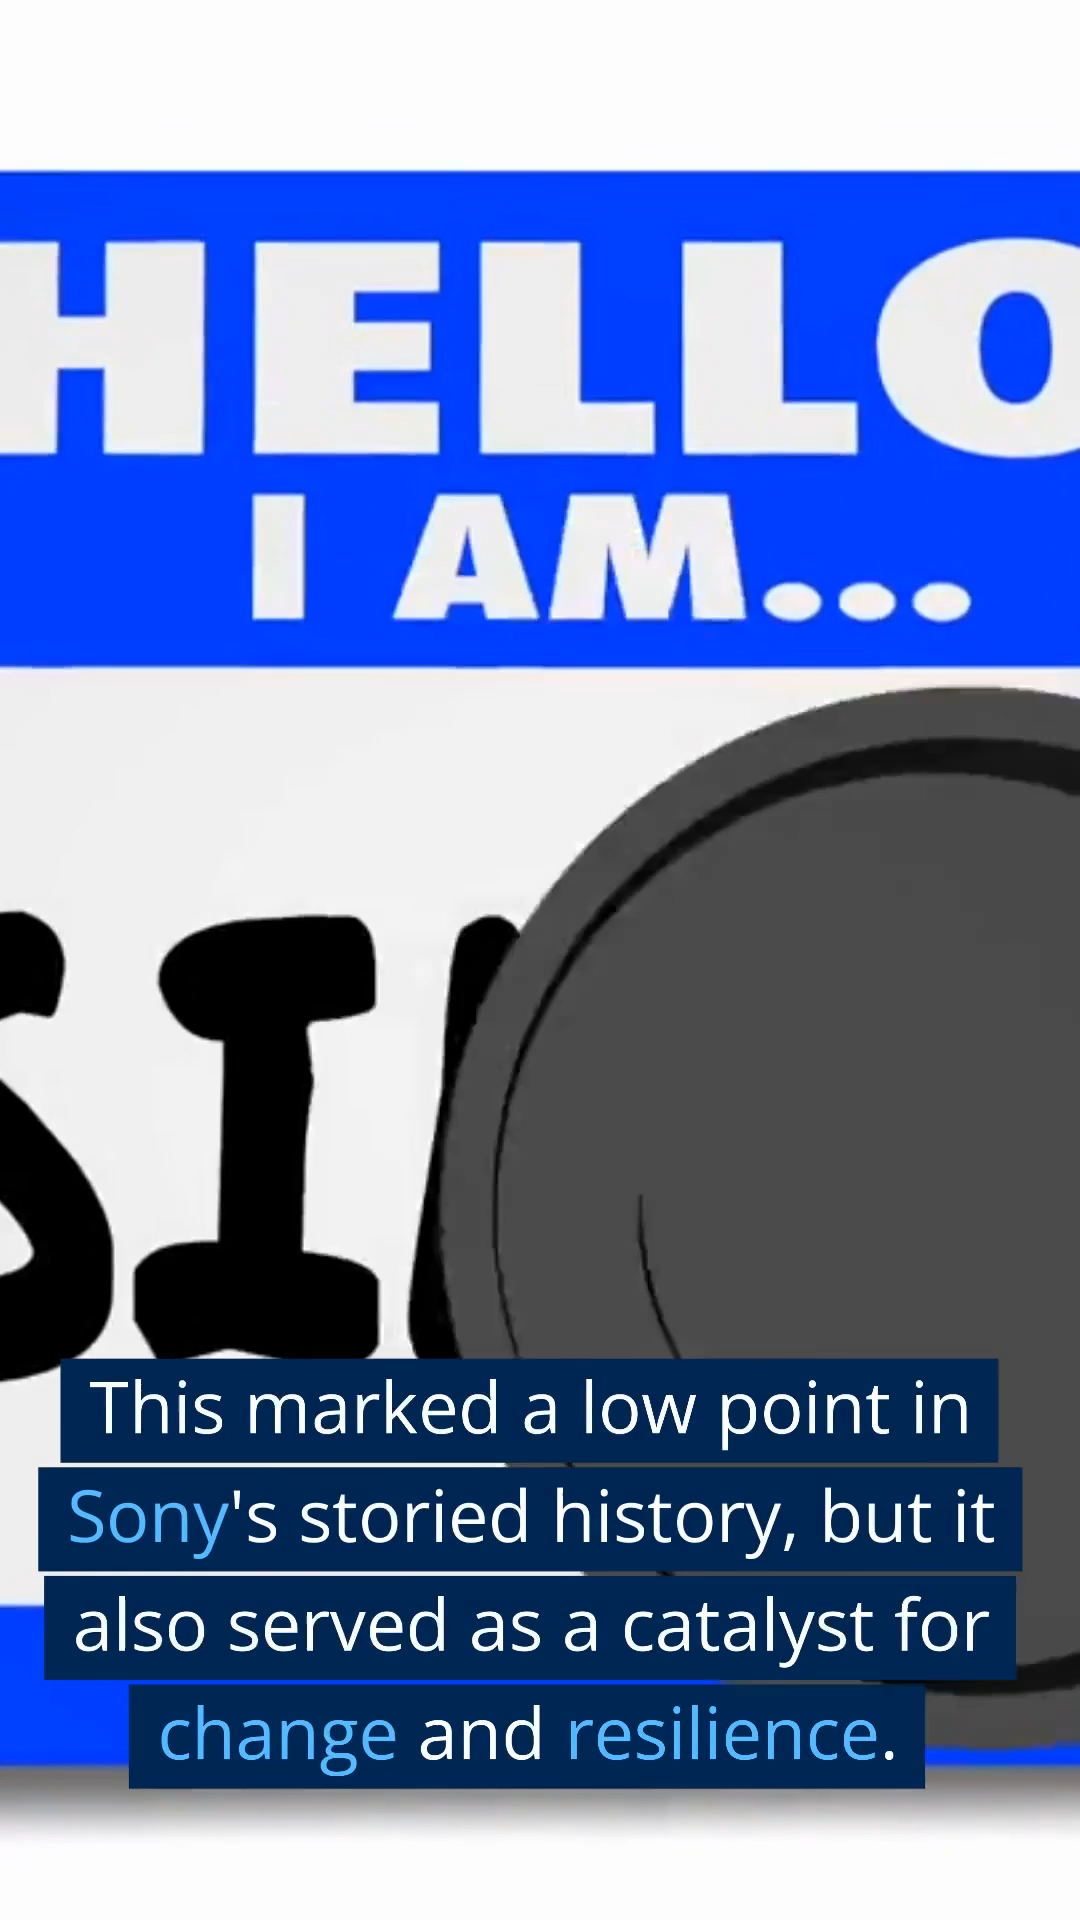 HELLO
I AM...
SI
This marked a low point in
Sony's storied history, but it
also served as a catalyst for
change and resilience.